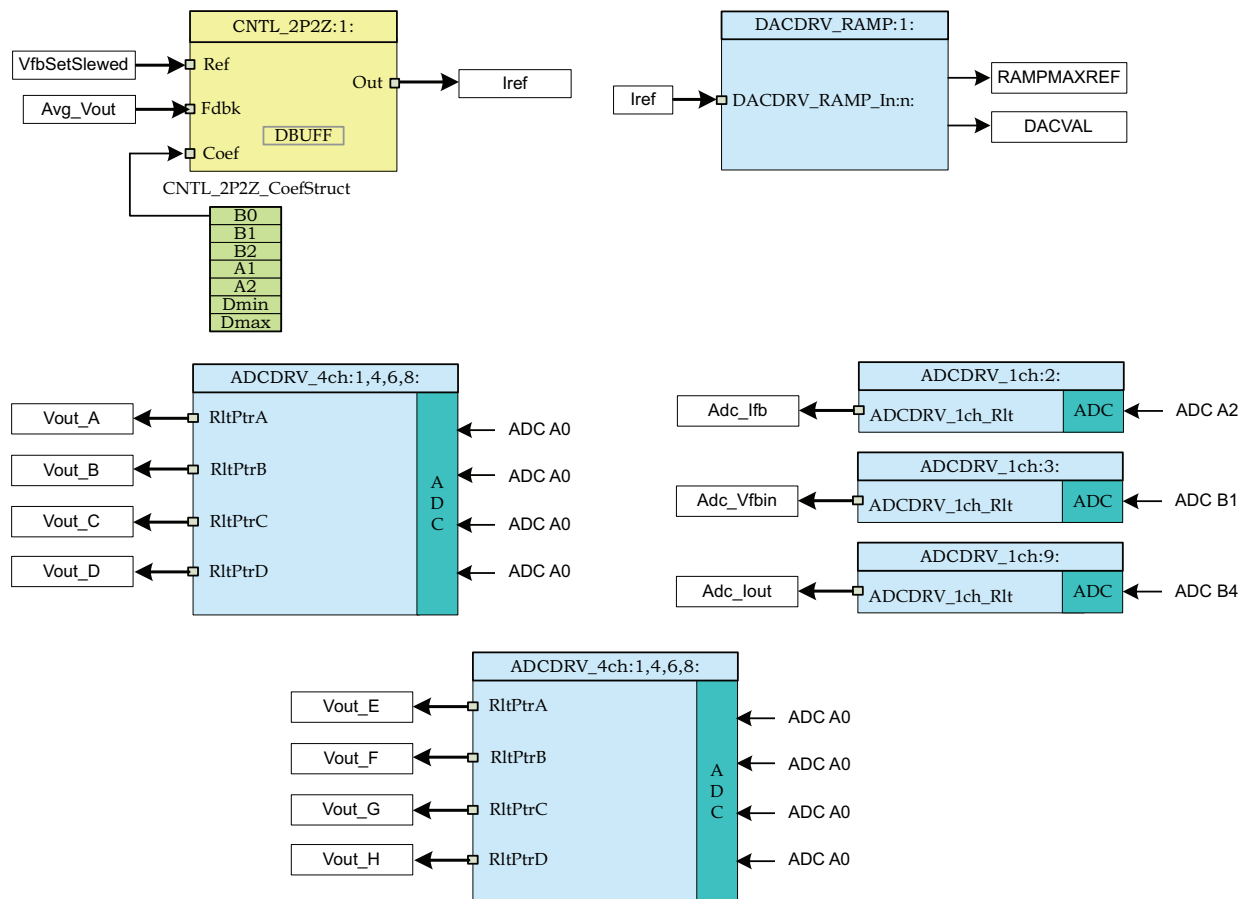 CNTL_2P2Z:1:
VfbSetSlewed
Ref
Out
Iref
Avg_Vout
Fdbk
DBUFF
Coef
CNTL_2P2Z_CoefStruct
B0
B1
B2
A1
A2
Dmin
Dmax
DACDRV_RAMP:1:
Iref
DACDRV_RAMP_In:n:
RAMPMAXREF
DACVAL
ADCDRV_4ch:1,4,6,8:
Vout_A
RltPtrA
ADC A0
Vout_B
RltPtrB
ADC A0
Vout_C
RltPtrC
ADC A0
Vout_D
RltPtrD
ADC A0
A
D
C
ADCDRV_1ch:2:
Adc_Ifb
ADCDRV_1ch_Rlt
ADC
ADC A2
ADCDRV_1ch:3:
Adc_Vfbin
ADCDRV_1ch_Rlt
ADC
ADC B1
ADCDRV_1ch:9:
Adc_Iout
ADCDRV_1ch_Rlt
ADC
ADC B4
ADCDRV_4ch:1,4,6,8:
Vout_E
RltPtrA
ADC A0
Vout_F
RltPtrB
ADC A0
Vout_G
RltPtrC
ADC A0
Vout_H
RltPtrD
ADC A0
A
D
C